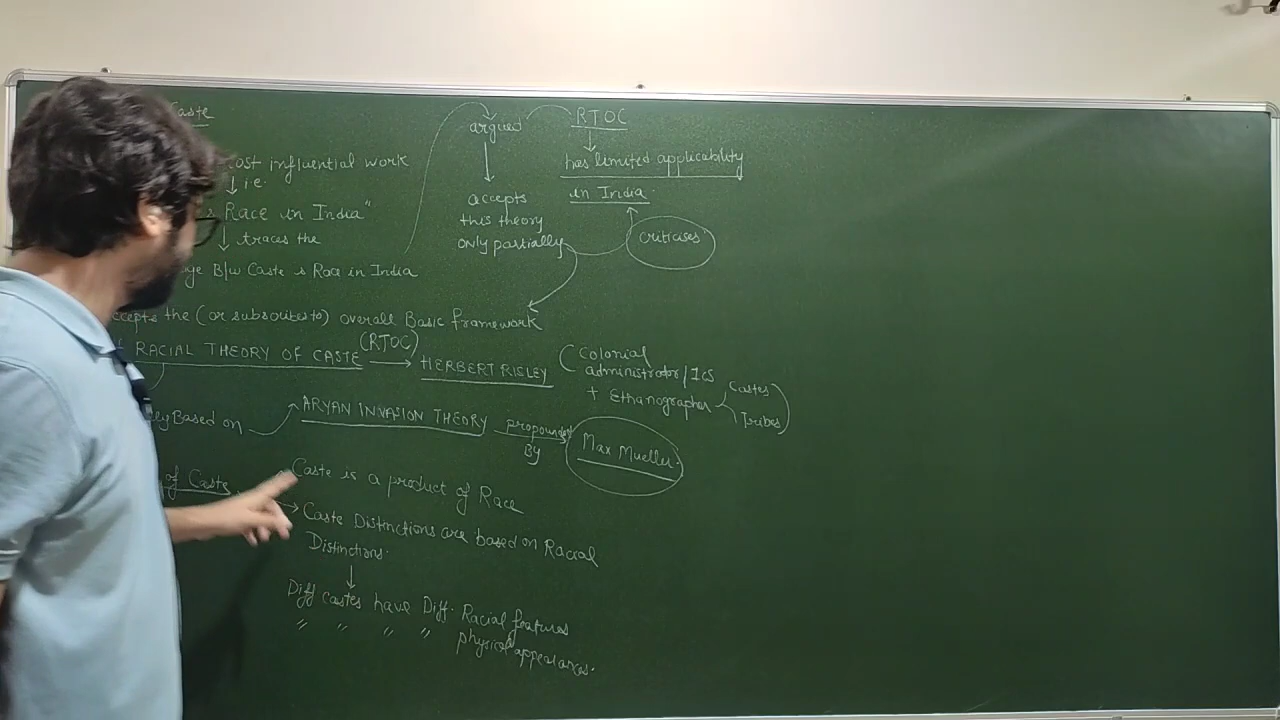 Caste
ost influential work
i.e.
Race in India"
traces the
B/w Caste & Race in India
argued
accepts
this theory
only partially
RTOC
has limited applicability
in India.
criticises
the (or subscribes to) overall Basic framework
RACIAL THEORY OF CASTE (RTOC) HERBERT RISLEY (Colonial
administrator/ICS
+ Ethanographer Castes
Tribes)
Based on ARYAN INVASION THEORY propounded
By
Max Mueller.
of Caste
Caste is a product of Race
Caste Distinctions are based on Racial
Distinctions.
Diff castes have Diff. Racial features
" " " " physical appearances.